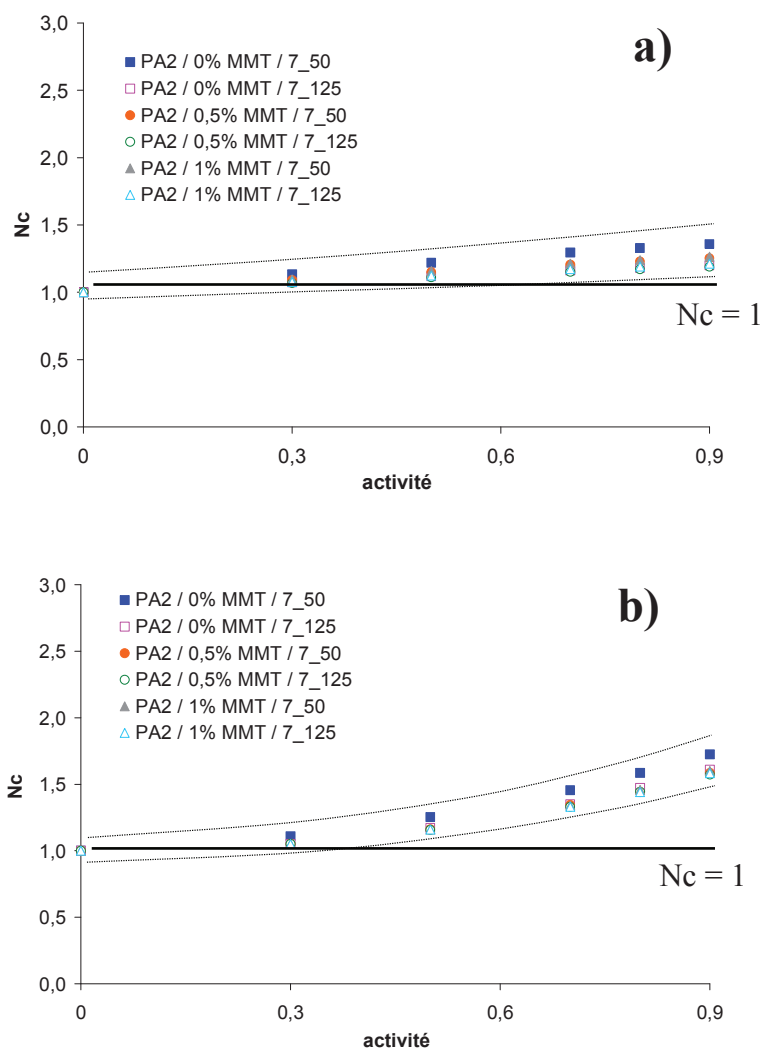 a)
3,0
2,5
2,0
1,5
1,0
0,5
0,0
Nc
PA2 / 0% MMT / 7_50
PA2 / 0% MMT / 7_125
PA2 / 0,5% MMT / 7_50
PA2 / 0,5% MMT / 7_125
PA2 / 1% MMT / 7_50
PA2 / 1% MMT / 7_125
Nc = 1
0 0,3 0,6 0,9
activité
b)
3,0
2,5
2,0
1,5
1,0
0,5
0,0
Nc
PA2 / 0% MMT / 7_50
PA2 / 0% MMT / 7_125
PA2 / 0,5% MMT / 7_50
PA2 / 0,5% MMT / 7_125
PA2 / 1% MMT / 7_50
PA2 / 1% MMT / 7_125
Nc = 1
0 0,3 0,6 0,9
activité